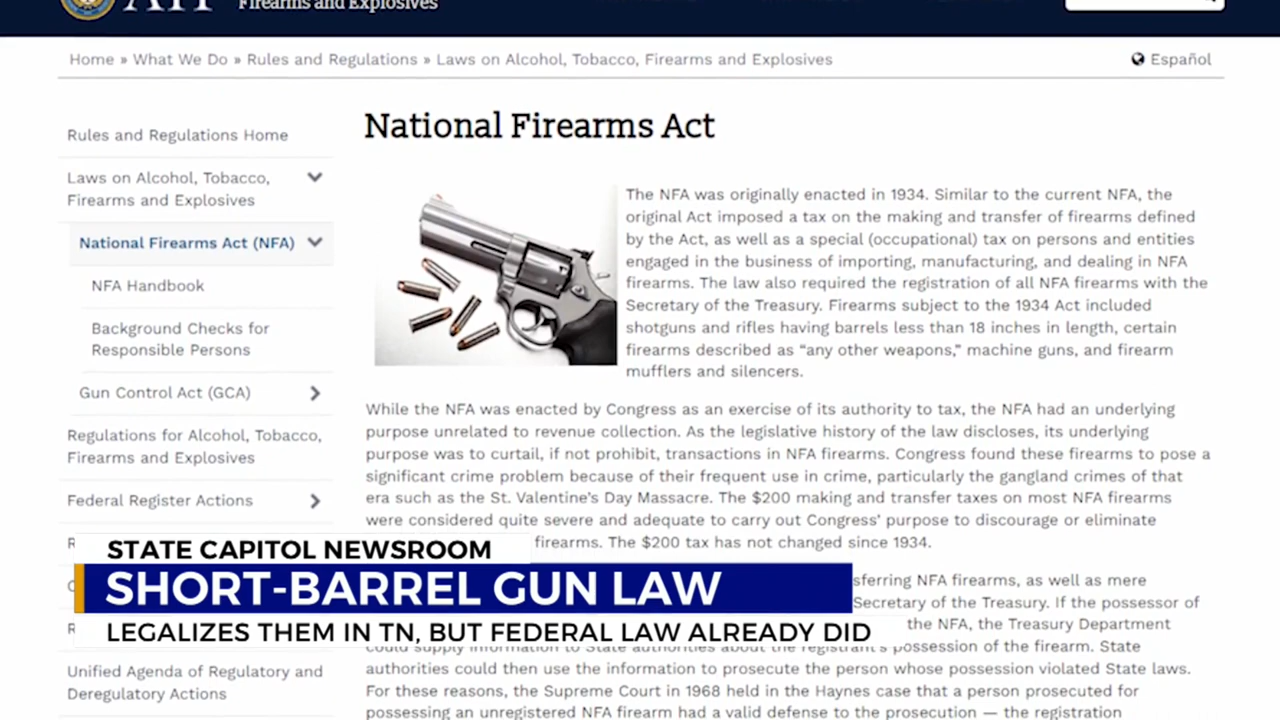 Firearms and Explosives
Home » What We Do » Rules and Regulations » Laws on Alcohol, Tobacco, Firearms and Explosives
Español
Rules and Regulations Home
Laws on Alcohol, Tobacco,
Firearms and Explosives
National Firearms Act (NFA)
NFA Handbook
Background Checks for
Responsible Persons
Gun Control Act (GCA)
Regulations for Alcohol, Tobacco,
Firearms and Explosives
Federal Register Actions
R
R
Unified Agenda of Regulatory and
Deregulatory Actions
National Firearms Act
The NFA was originally enacted in 1934. Similar to the current NFA, the
original Act imposed a tax on the making and transfer of firearms defined
by the Act, as well as a special (occupational) tax on persons and entities
engaged in the business of importing, manufacturing, and dealing in NFA
firearms. The law also required the registration of all NFA firearms with the
Secretary of the Treasury. Firearms subject to the 1934 Act included
shotguns and rifles having barrels less than 18 inches in length, certain
firearms described as “any other weapons,” machine guns, and firearm
mufflers and silencers.
While the NFA was enacted by Congress as an exercise of its authority to tax, the NFA had an underlying
purpose unrelated to revenue collection. As the legislative history of the law discloses, its underlying
purpose was to curtail, if not prohibit, transactions in NFA firearms. Congress found these firearms to pose a
significant crime problem because of their frequent use in crime, particularly the gangland crimes of that
era such as the St. Valentine’s Day Massacre. The $200 making and transfer taxes on most NFA firearms
were considered quite severe and adequate to carry out Congress’ purpose to discourage or eliminate
firearms. The $200 tax has not changed since 1934.
sferring NFA firearms, as well as mere
Secretary of the Treasury. If the possessor of
the NFA, the Treasury Department
could supply information to State authorities about the registrant’s possession of the firearm. State
authorities could then use the information to prosecute the person whose possession violated State laws.
For these reasons, the Supreme Court in 1968 held in the Haynes case that a person prosecuted for
possessing an unregistered NFA firearm had a valid defense to the prosecution — the registration
STATE CAPITOL NEWSROOM
SHORT-BARREL GUN LAW
LEGALIZES THEM IN TN, BUT FEDERAL LAW ALREADY DID